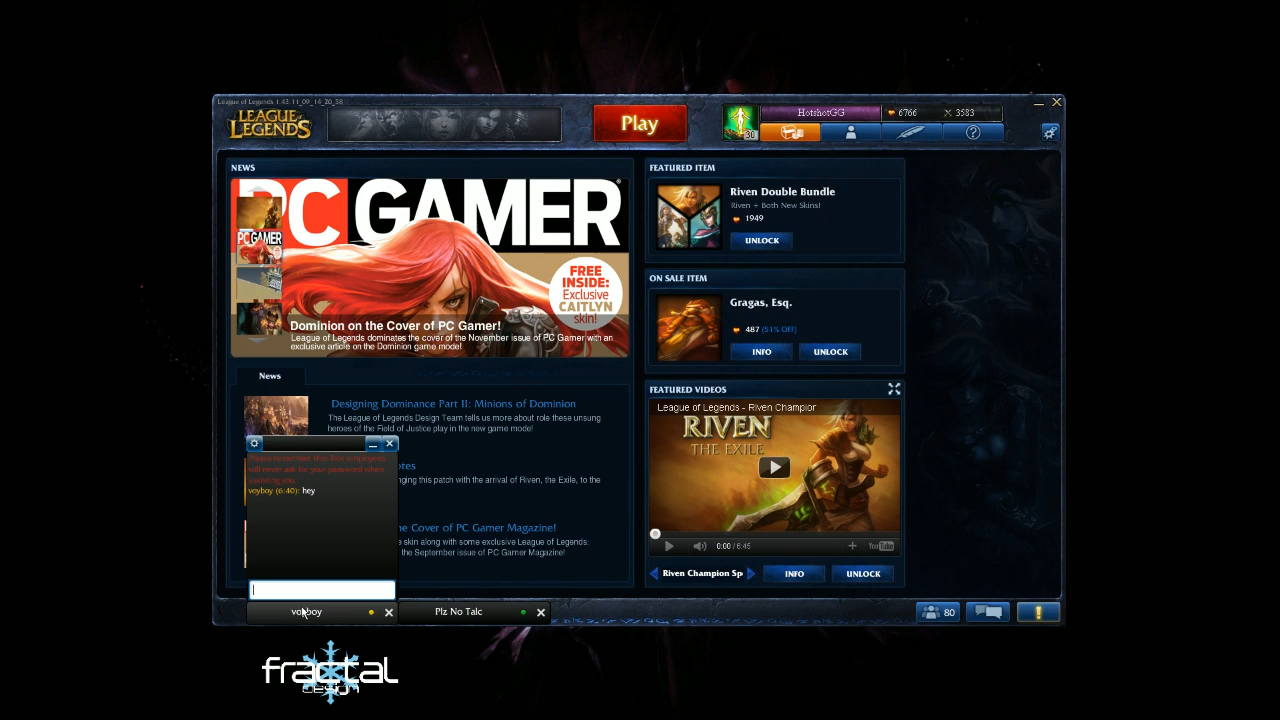 League of Legends 1.43.11_09_14_20_58
LEAGUE of LEGENDS
Play
30
HotshotGG
6766
3583
NEWS
PC GAMER
PC GAMER
FREE
INSIDE:
Exclusive
CAITLYN
skin!
Dominion on the Cover of PC Gamer!
League of Legends dominates the cover of the November issue of PC Gamer with an
exclusive article on the Dominion game mode!
News
Designing Dominance Part II: Minions of Dominion
The League of Legends Design Team tells us more about role these unsung
heroes of the Field of Justice play in the new game mode!
otes
nging this patch with the arrival of Riven, the Exile, to the
he Cover of PC Gamer Magazine!
e skin along with some exclusive League of Legends:
the September issue of PC Gamer Magazine!
Please remember that Riot employees
will never ask for your password when
assisting you.
voyboy (6:40): hey
voyboy
Plz No Talc
FEATURED ITEM
Riven Double Bundle
Riven + Both New Skins!
1949
UNLOCK
ON SALE ITEM
Gragas, Esq.
487 (51% OFF)
INFO
UNLOCK
FEATURED VIDEOS
League of Legends - Riven Champior
RIVEN
THE EXILE
0:00 / 6:45
YouTube
Riven Champion Sp
INFO
UNLOCK
80
fractal
design